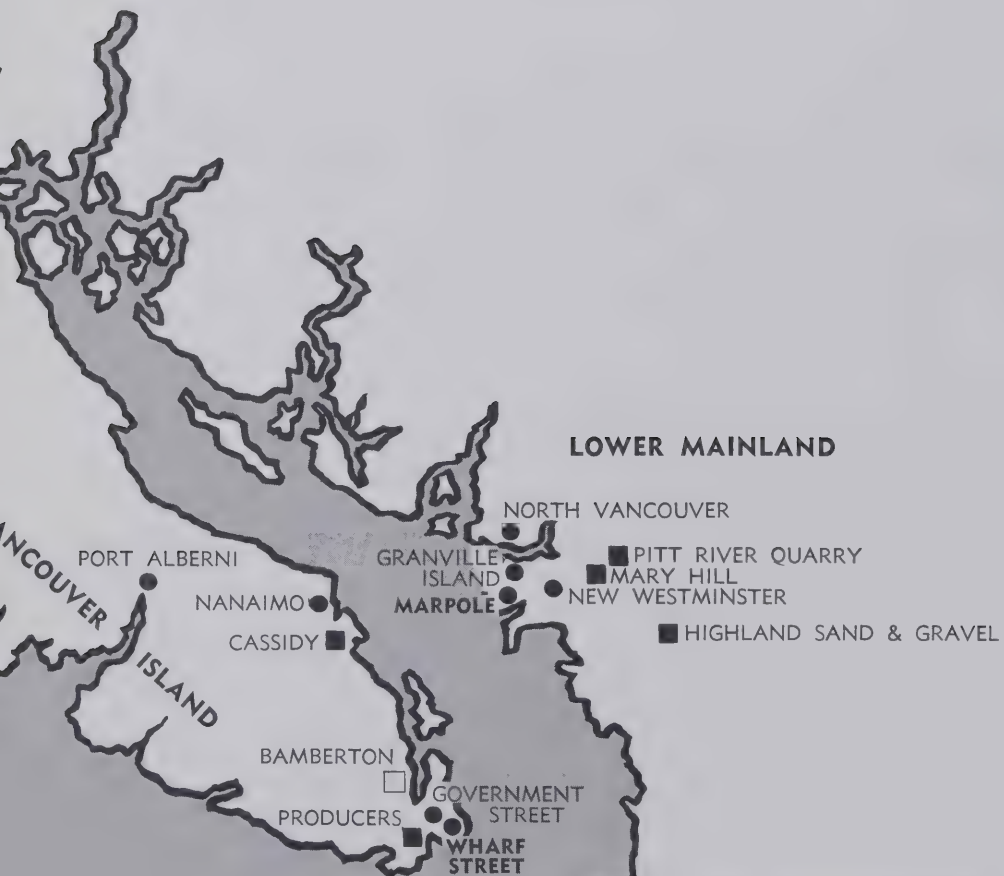 LOWER MAINLAND
NORTH VANCOUVER
GRANVILLE
ISLAND
MARPOLE
PITT RIVER QUARRY
MARY HILL
NEW WESTMINSTER
HIGHLAND SAND & GRAVEL
ANCOUVER
ISLAND
PORT ALBERNI
NANAIMO
CASSIDY
BAMBERTON
GOVERNMENT
STREET
PRODUCERS
WHARF
STREET